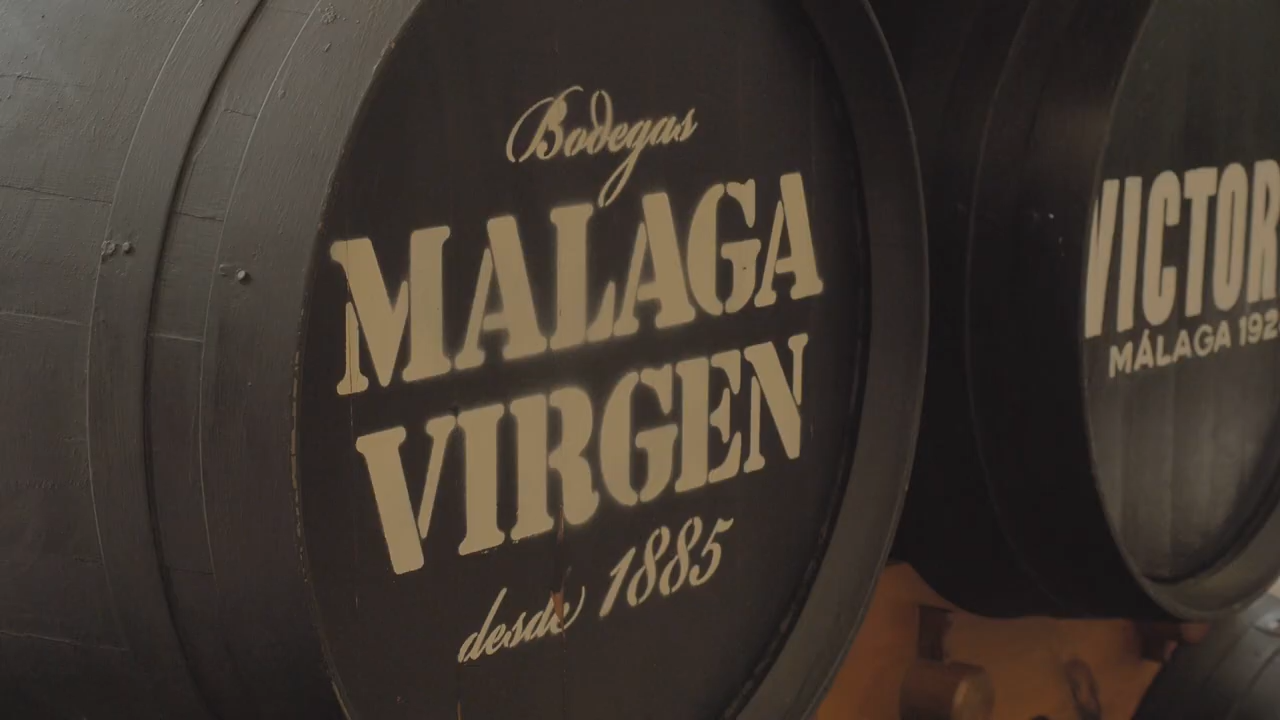 Bodegas
MALAGA
VIRGEN
desde 1885
VICTOR
MÁLAGA 192